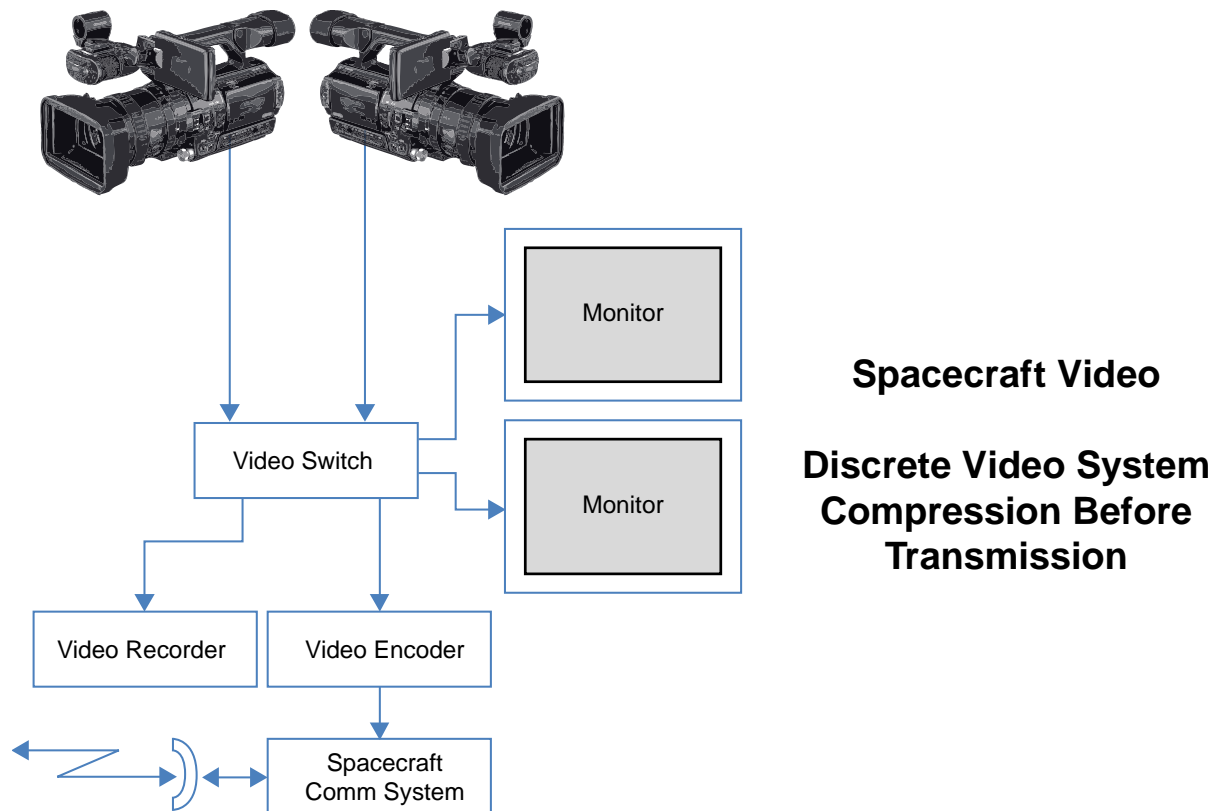 Monitor
Spacecraft Video
Video Switch
Monitor
Discrete Video System
Compression Before
Transmission
Video Recorder
Video Encoder
Spacecraft
Comm System